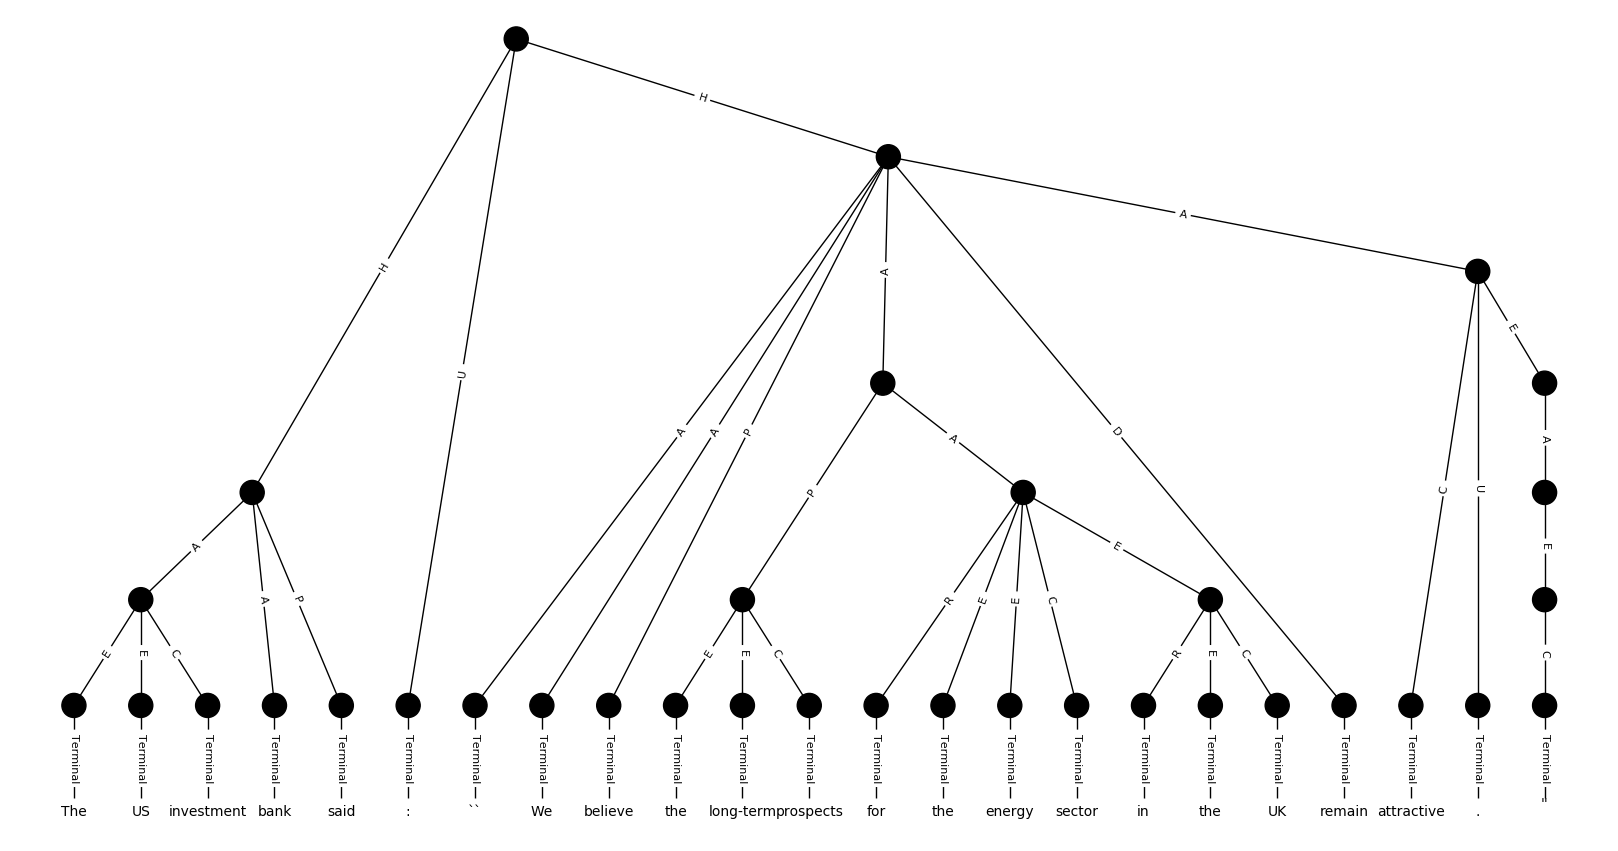 H
H
A
H
A
E
U
A
A
P
D
A
A
P
A
C
U
E
A
A
P
E
E
E
C
E
E
C
R
E
E
C
R
E
C
C
Terminal Terminal Terminal Terminal Terminal Terminal Terminal Terminal Terminal Terminal Terminal Terminal Terminal Terminal Terminal Terminal Terminal Terminal Terminal Terminal Terminal Terminal Terminal
The US investment bank said : `` We believe the long-term prospects for the energy sector in the UK remain attractive . "